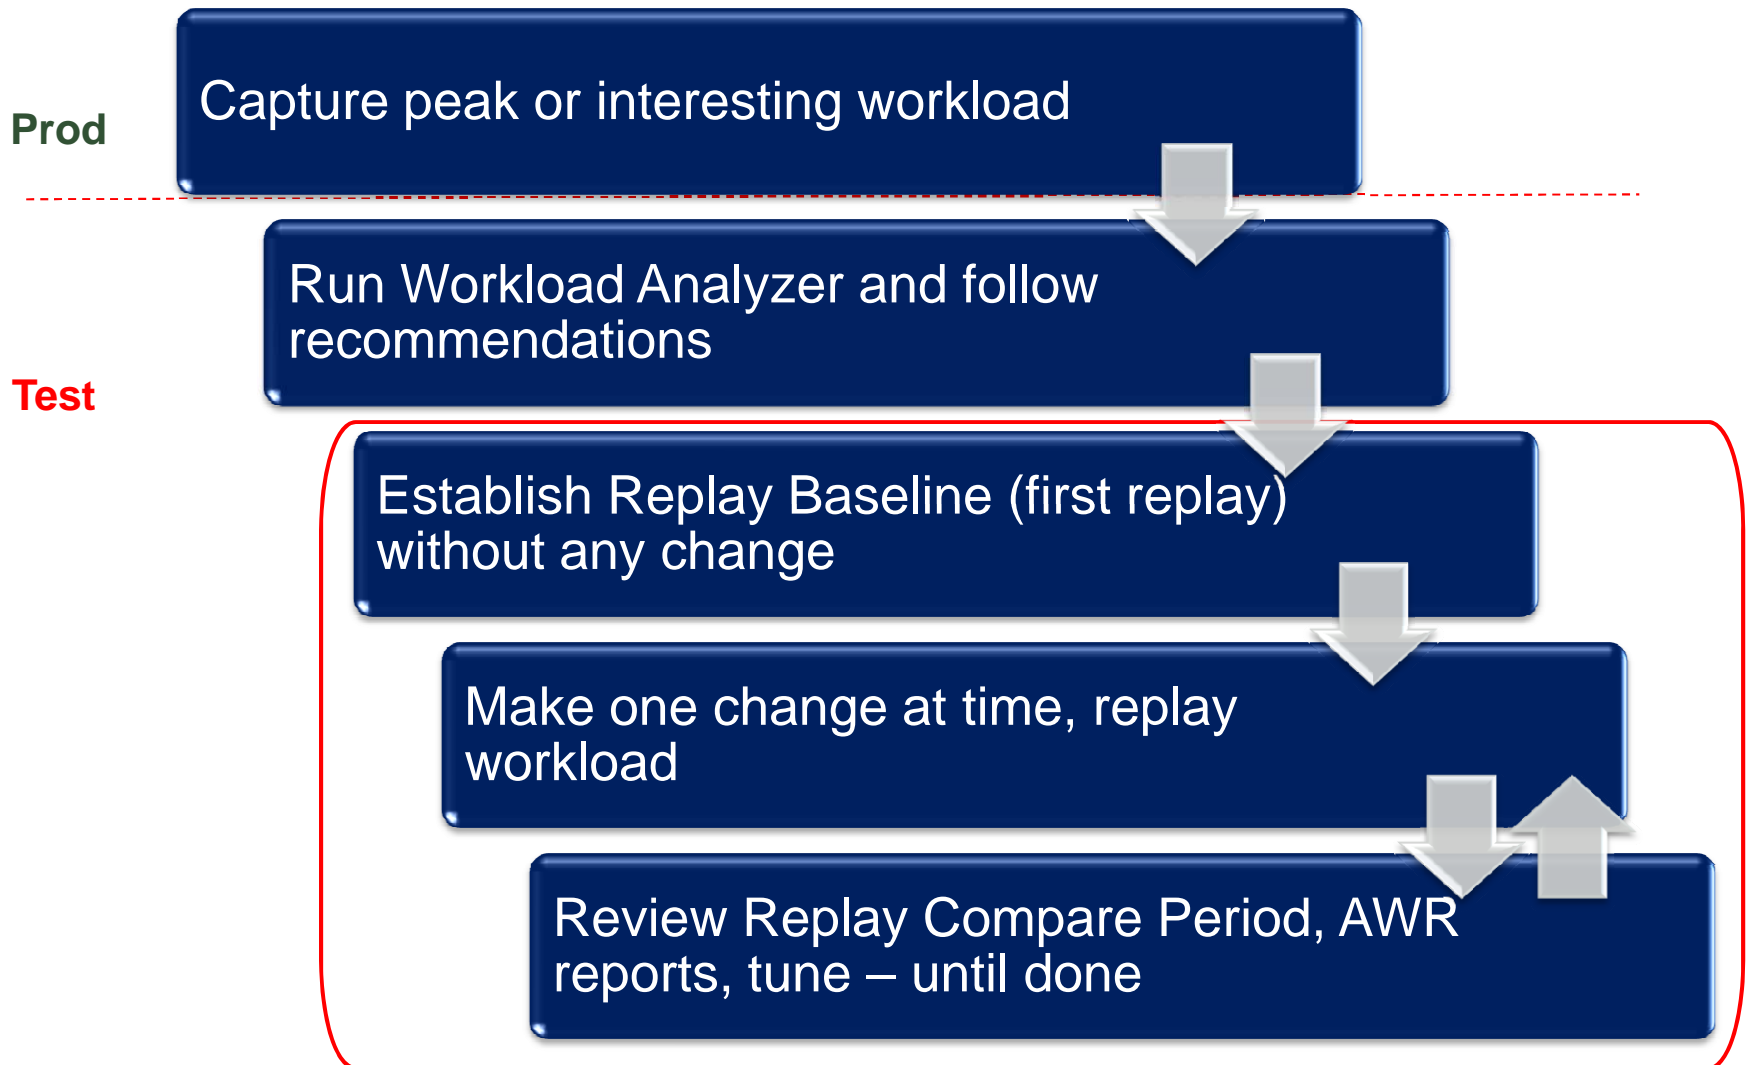 Capture peak or interesting workload
Prod
Run Workload Analyzer and follow
recommendations
Test
Establish Replay Baseline (first replay)
without any change
Make one change at time, replay
workload
Review Replay Compare Period, AWR
reports, tune – until done